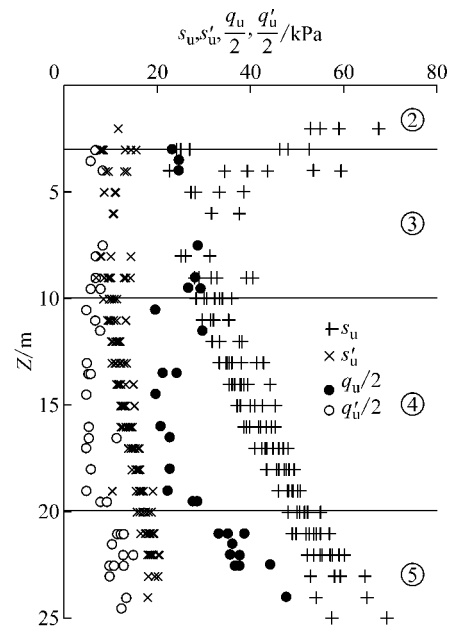 s_u, s'_u, q_u/2, q'_u/2 /kPa
0 20 40 60 80
②
5
③
10
Z/m
+ s_u
× s'_u
● q_u/2
○ q'_u/2
④
15
20
⑤
25